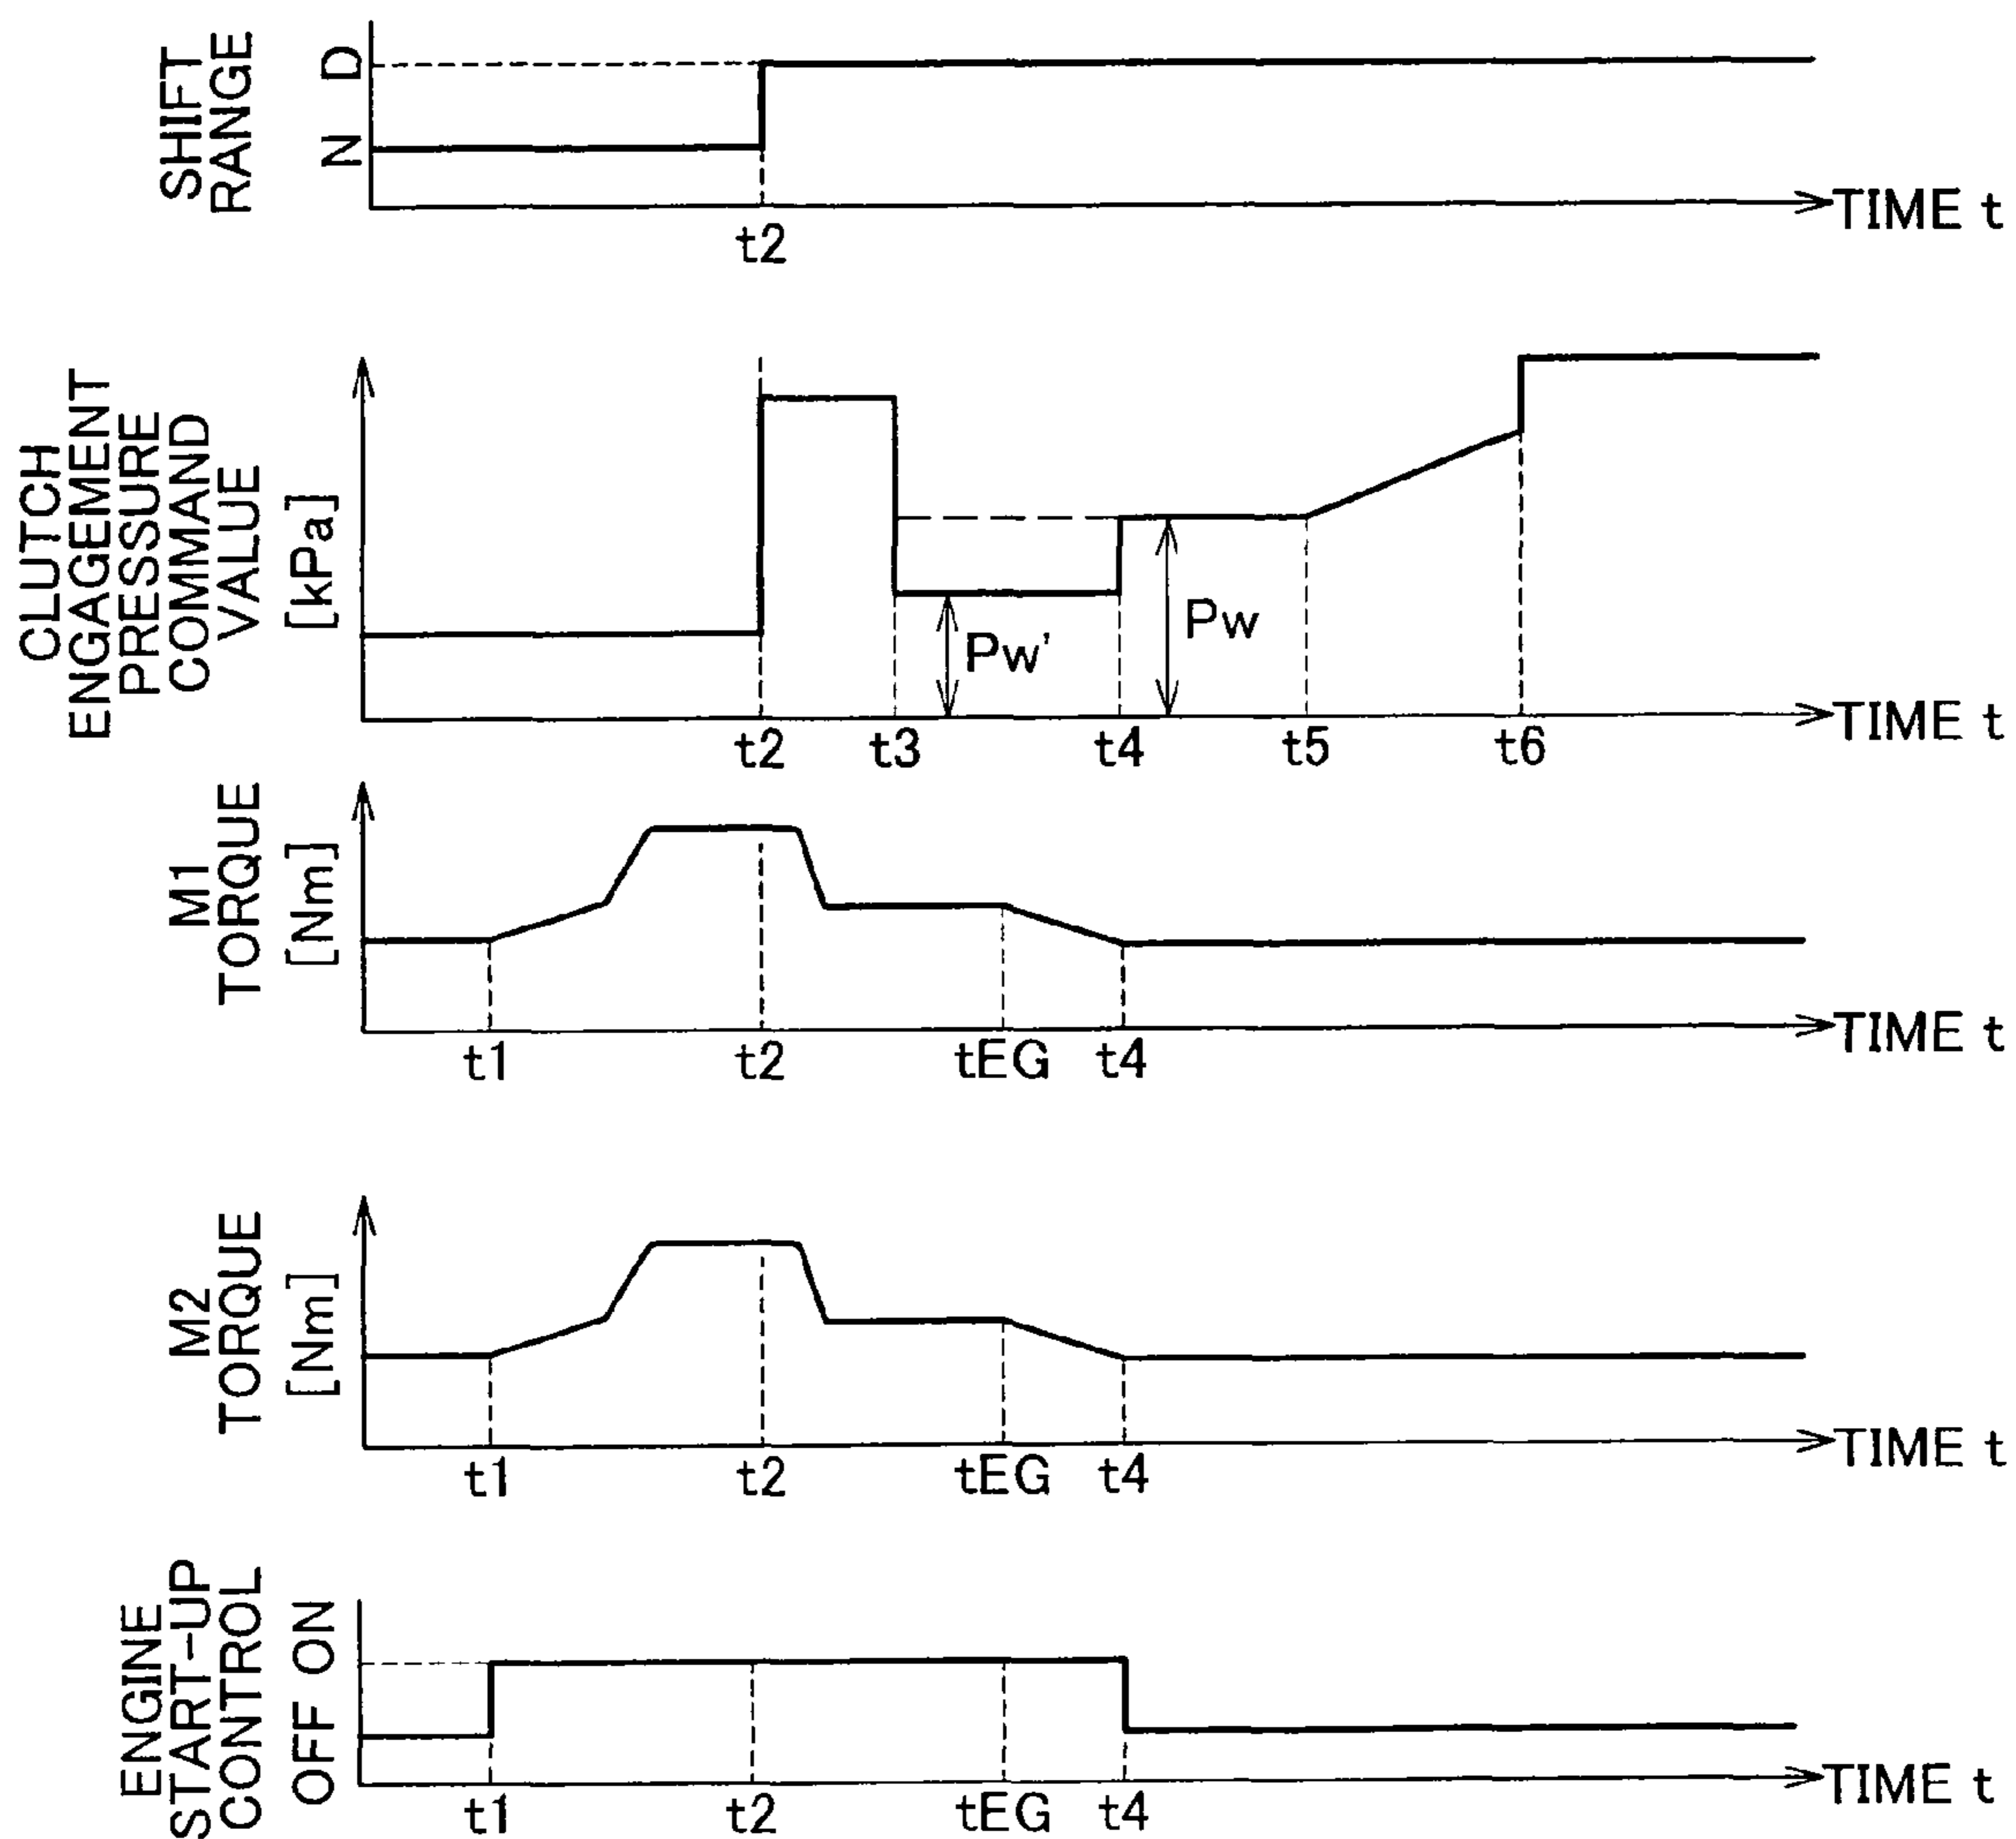 SHIFT
RANGE
D
N
TIME t
t2
CLUTCH
ENGAGEMENT
PRESSURE
COMMAND
VALUE
[kPa]
Pw'
Pw
TIME t
t2 t3 t4 t5 t6
M1
TORQUE
[Nm]
TIME t
t1 t2 tEG t4
M2
TORQUE
[Nm]
TIME t
t1 t2 tEG t4
ENGINE
START-UP
CONTROL
OFF ON
TIME t
t1 t2 tEG t4